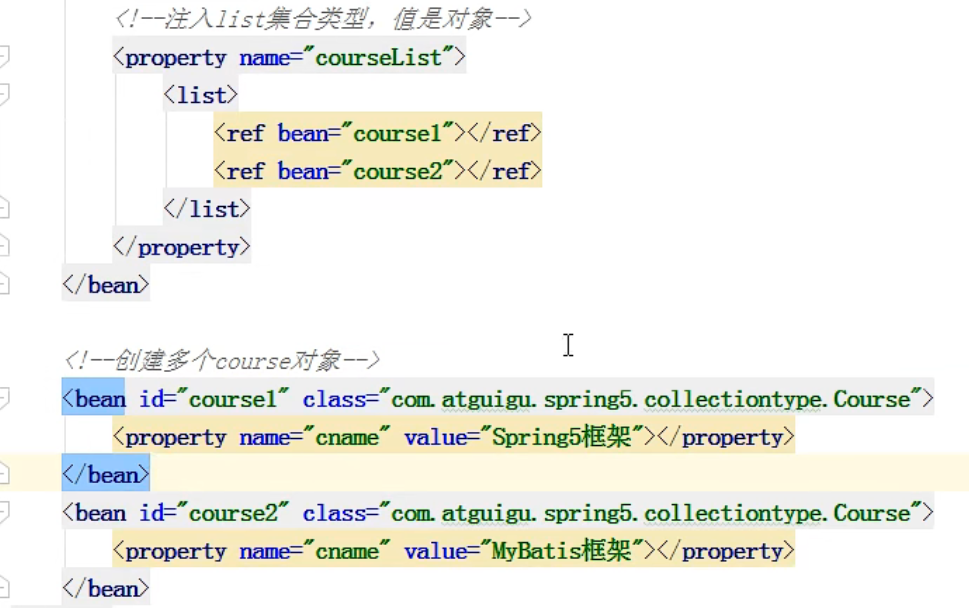 <!--注入list集合类型，值是对象-->
<property name="courseList">
<list>
<ref bean="course1"></ref>
<ref bean="course2"></ref>
</list>
</property>
</bean>
<!--创建多个course对象-->
<bean id="course1" class="com.atguigu.spring5.collectiontype.Course">
<property name="cname" value="Spring5框架"></property>
</bean>
<bean id="course2" class="com.atguigu.spring5.collectiontype.Course">
<property name="cname" value="MyBatis框架"></property>
</bean>